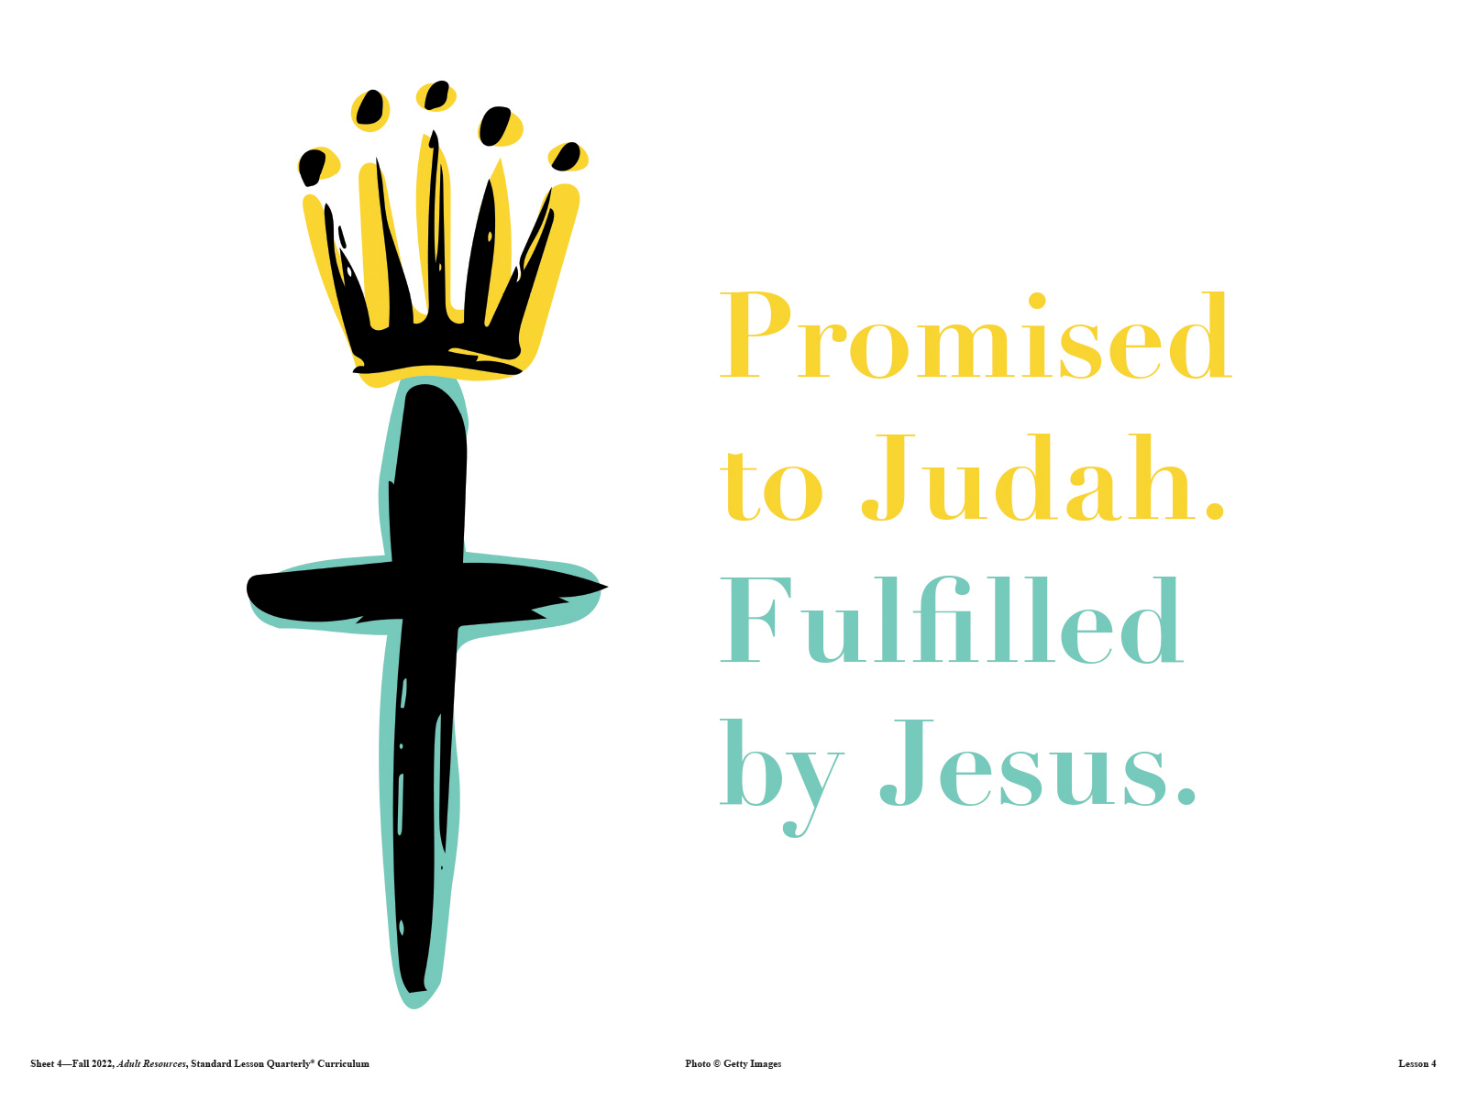 Promised
to Judah.
Fulfilled
by Jesus.
Sheet 4—Fall 2022, Adult Resources, Standard Lesson Quarterly® Curriculum
Photo © Getty Images
Lesson 4